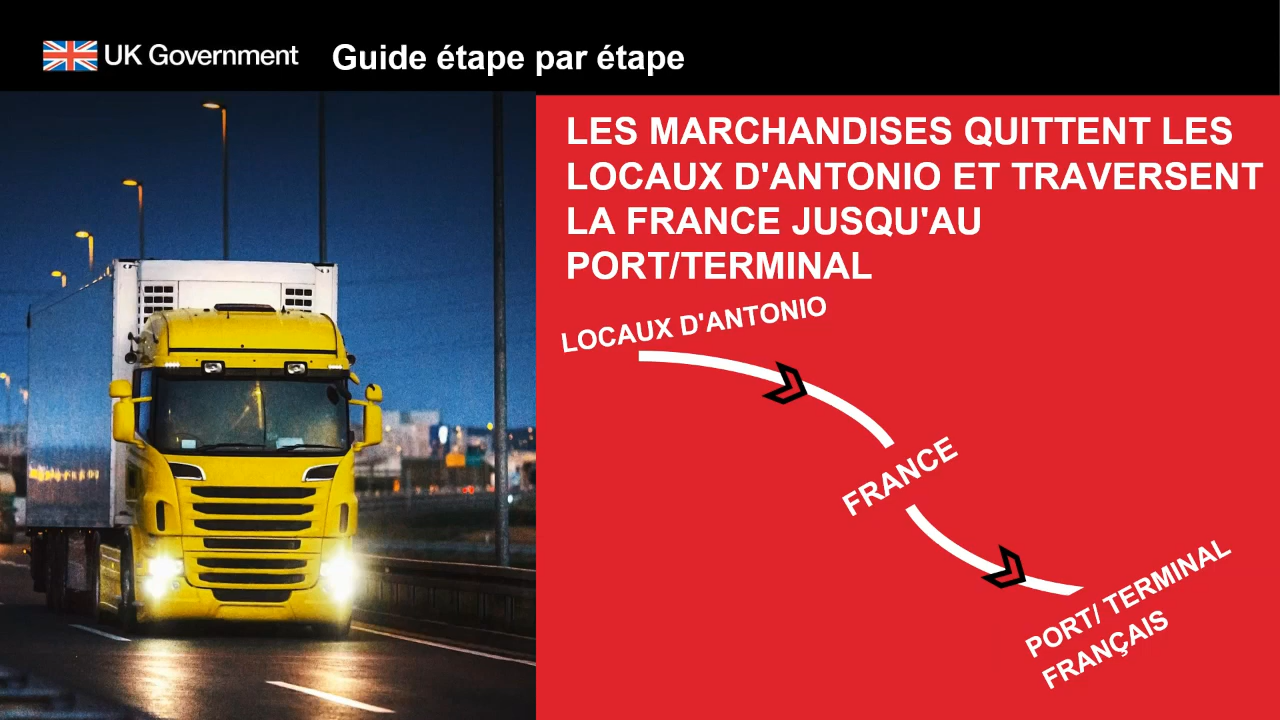 UK Government
Guide étape par étape
LES MARCHANDISES QUITTENT LES
LOCAUX D'ANTONIO ET TRAVERSENT
LA FRANCE JUSQU'AU
PORT/TERMINAL
LOCAUX D'ANTONIO
FRANCE
PORT/ TERMINAL
FRANÇAIS